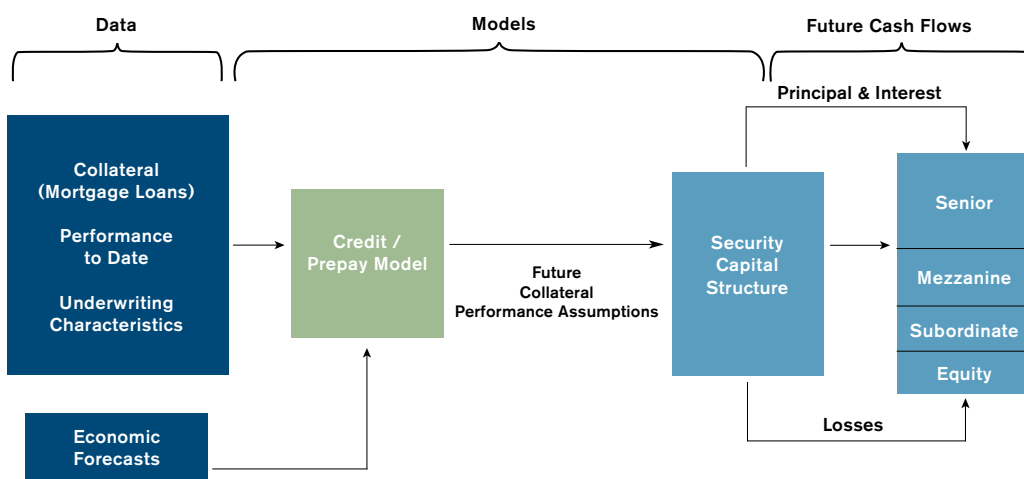 Data
Models
Future Cash Flows
Principal & Interest
Collateral
(Mortgage Loans)
Performance
to Date
Underwriting
Characteristics
Credit /
Prepay Model
Future
Collateral
Performance Assumptions
Security
Capital
Structure
Senior
Mezzanine
Subordinate
Equity
Economic
Forecasts
Losses